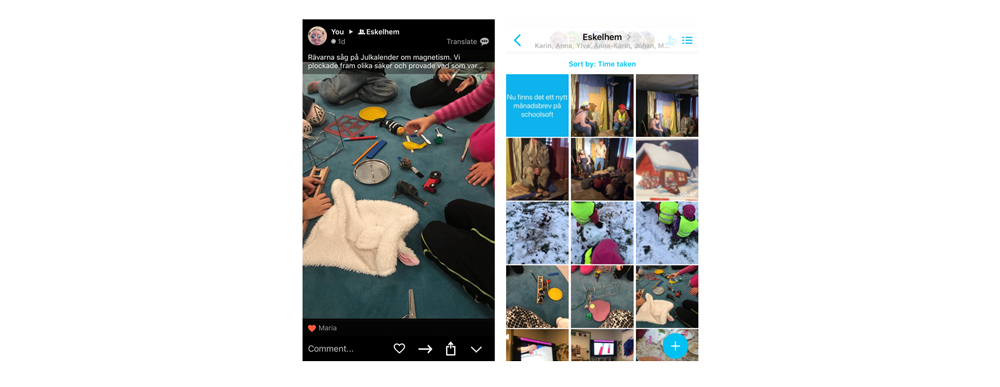 You ▸ Eskelhem
1d
Translate
Rävarna såg på Julkalender om magnetism. Vi
plockade fram olika saker och provade vad som var ...
Maria
Comment...
Eskelhem
Karin, Anna, Ylva, Anna-Karin, Johan, M...
Sort by: Time taken
Nu finns det ett nytt
månadsbrev på
schoolsoft